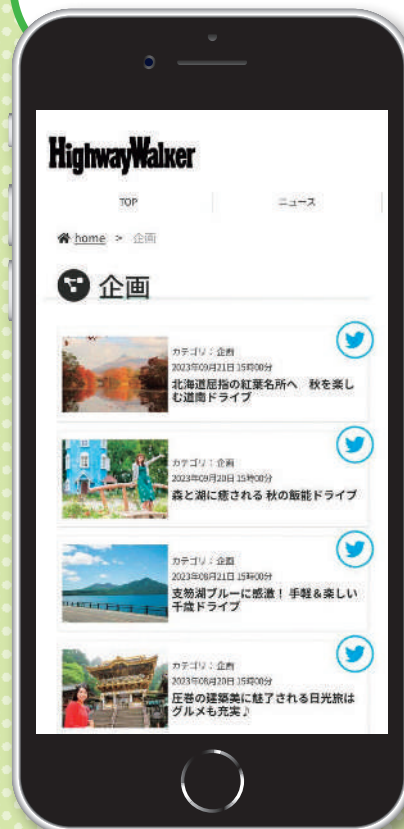 HighwayWalker
TOP ニュース
home > 企画
企画
カテゴリ：企画
2023年09月21日 15時00分
北海道屈指の紅葉名所へ　秋を楽し
む道南ドライブ
カテゴリ：企画
2023年09月20日 15時00分
森と湖に癒される 秋の飯能ドライブ
カテゴリ：企画
2023年08月21日 15時00分
支笏湖ブルーに感激！ 手軽＆楽しい
千歳ドライブ
カテゴリ：企画
2023年08月20日 15時00分
圧巻の建築美に魅了される日光旅は
グルメも充実♪